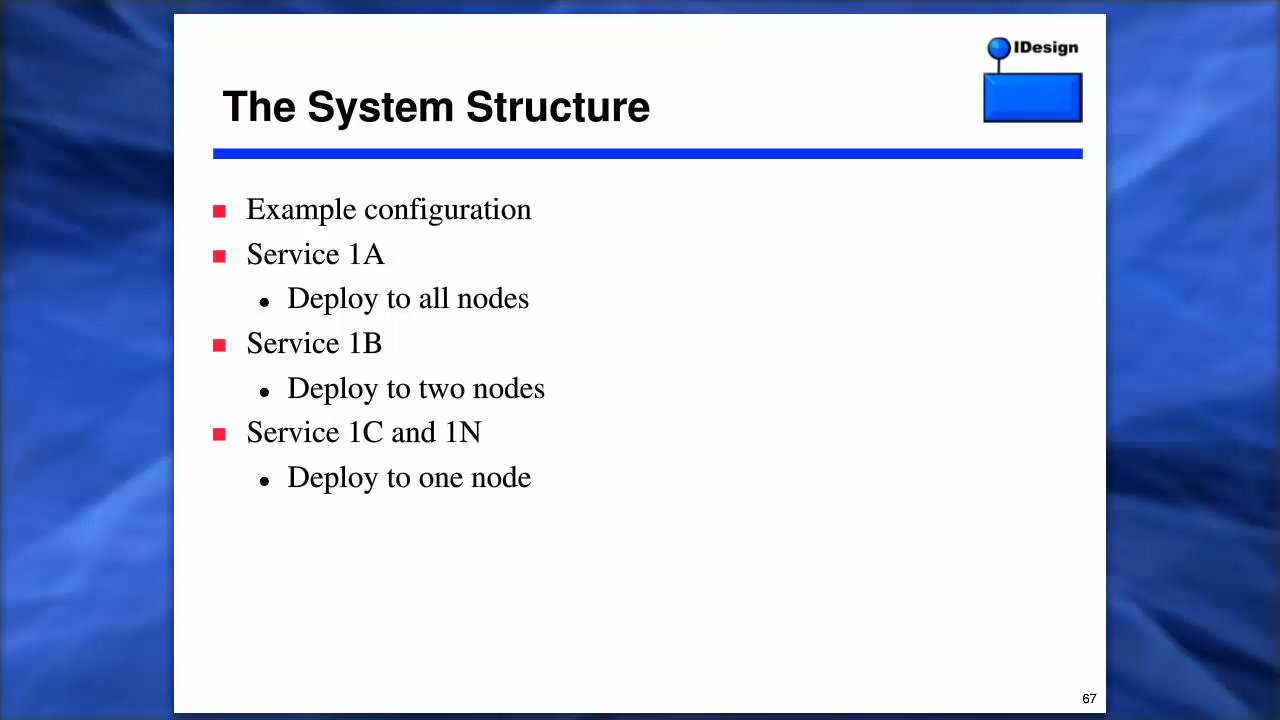 IDesign
The System Structure
Example configuration
Service 1A
Deploy to all nodes
Service 1B
Deploy to two nodes
Service 1C and 1N
Deploy to one node
67